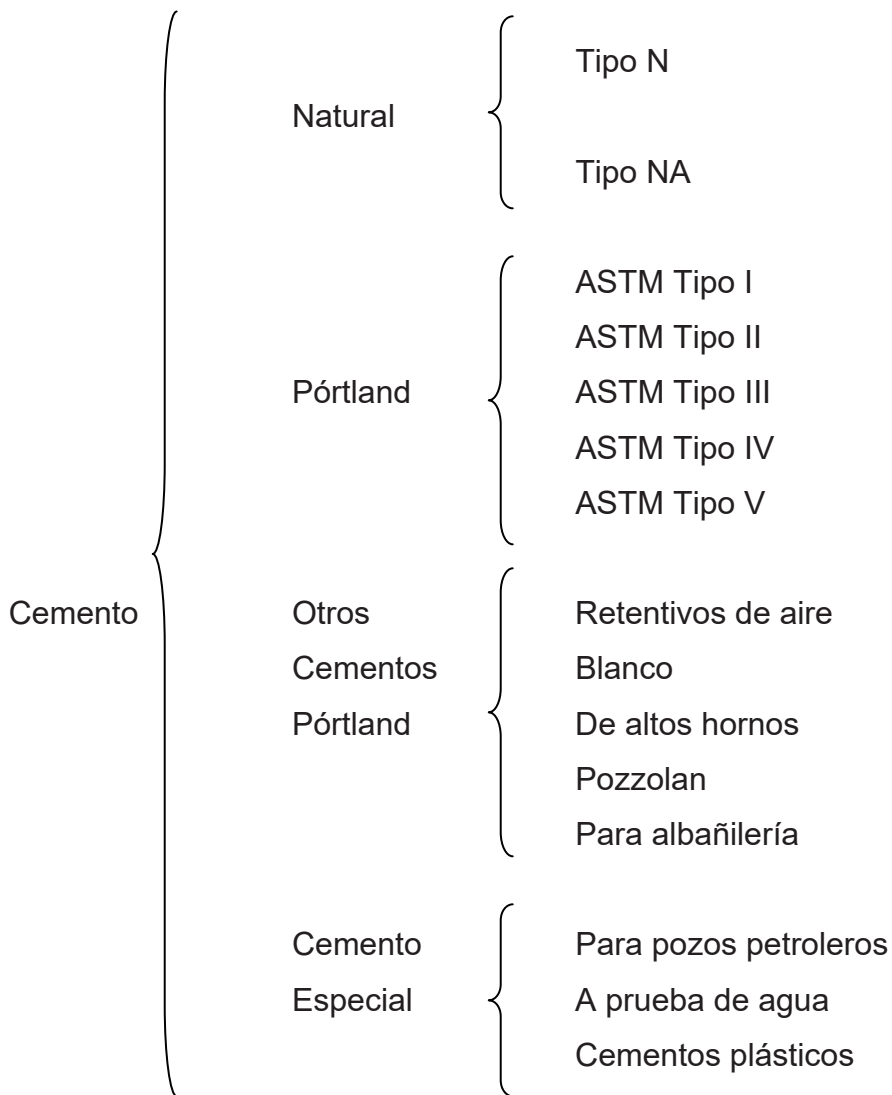 Cemento
Natural
Tipo N
Tipo NA
Pórtland
ASTM Tipo I
ASTM Tipo II
ASTM Tipo III
ASTM Tipo IV
ASTM Tipo V
Otros
Cementos
Pórtland
Retentivos de aire
Blanco
De altos hornos
Pozzolan
Para albañilería
Cemento
Especial
Para pozos petroleros
A prueba de agua
Cementos plásticos